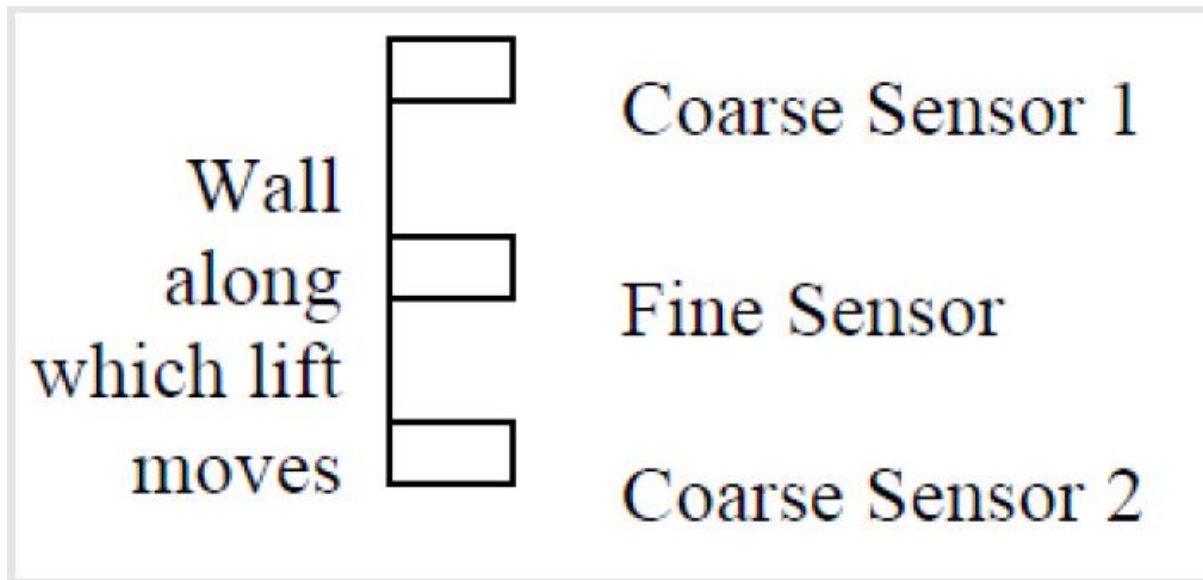 Coarse Sensor 1
Wall
along
which lift
moves
Fine Sensor
Coarse Sensor 2